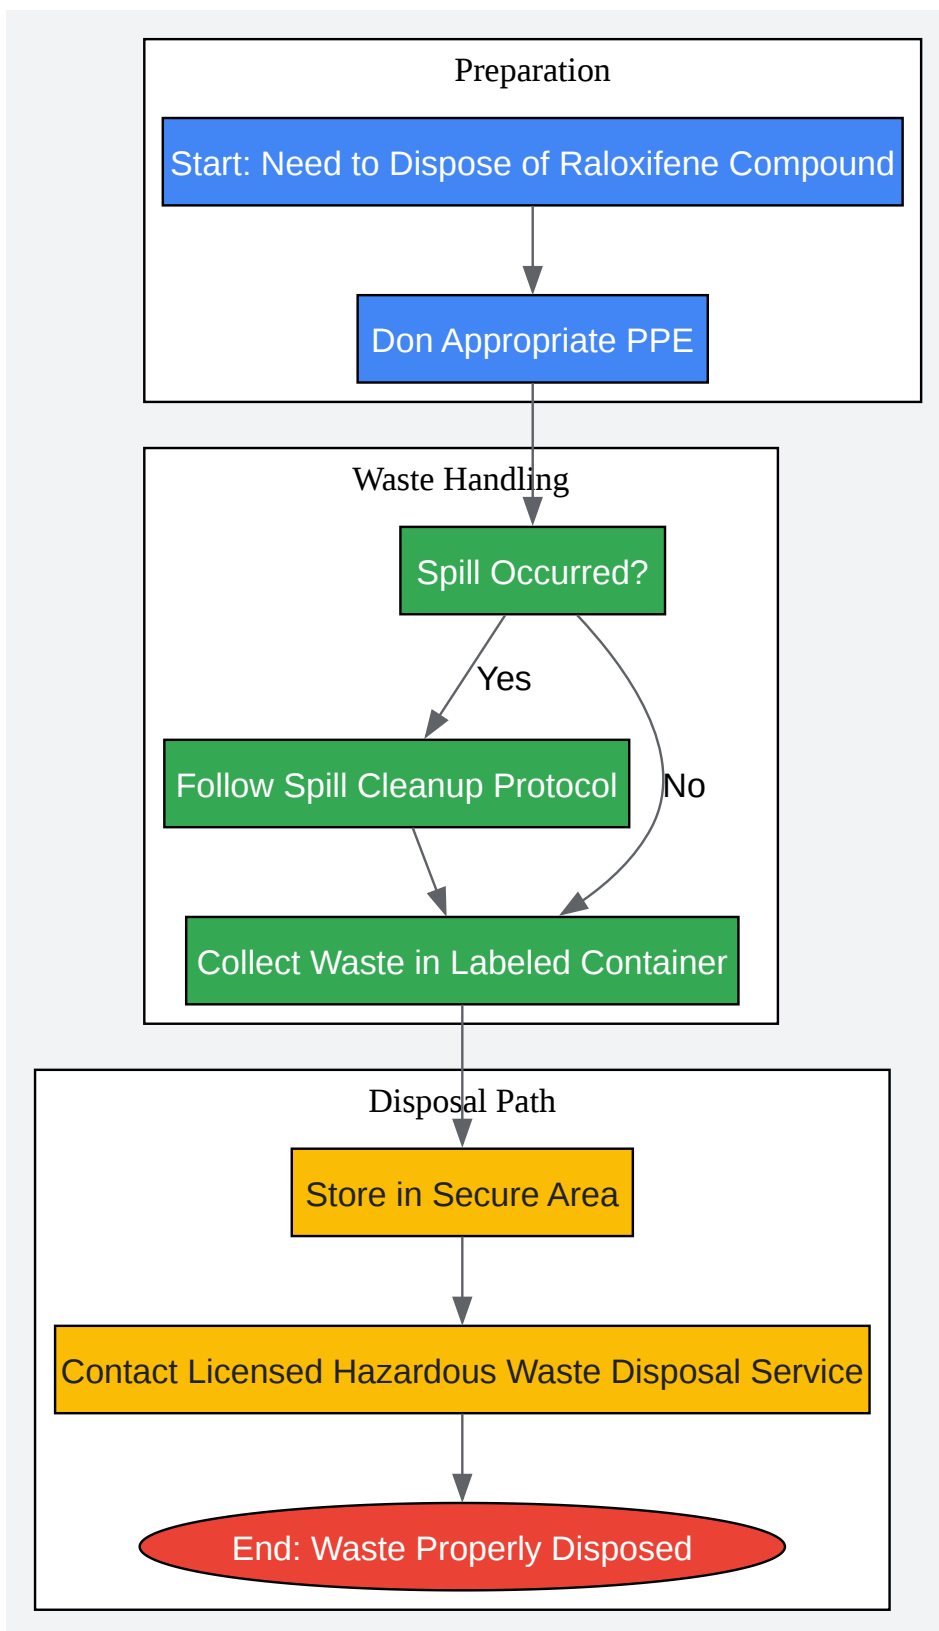 Preparation
Start: Need to Dispose of Raloxifene Compound
Don Appropriate PPE
Waste Handling
Spill Occurred?
Yes
Follow Spill Cleanup Protocol
No
Collect Waste in Labeled Container
Disposal Path
Store in Secure Area
Contact Licensed Hazardous Waste Disposal Service
End: Waste Properly Disposed